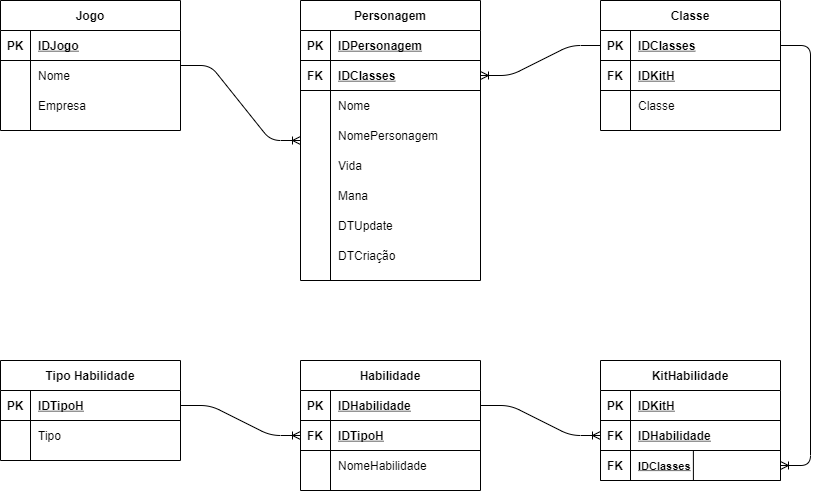 Jogo
PK IDJogo
Nome
Empresa
Personagem
PK IDPersonagem
FK IDClasses
Nome
NomePersonagem
Vida
Mana
DTUpdate
DTCriação
Classe
PK IDClasses
FK IDKitH
Classe
Tipo Habilidade
PK IDTipoH
Tipo
Habilidade
PK IDHabilidade
FK IDTipoH
NomeHabilidade
KitHabilidade
PK IDKitH
FK IDHabilidade
FK IDClasses